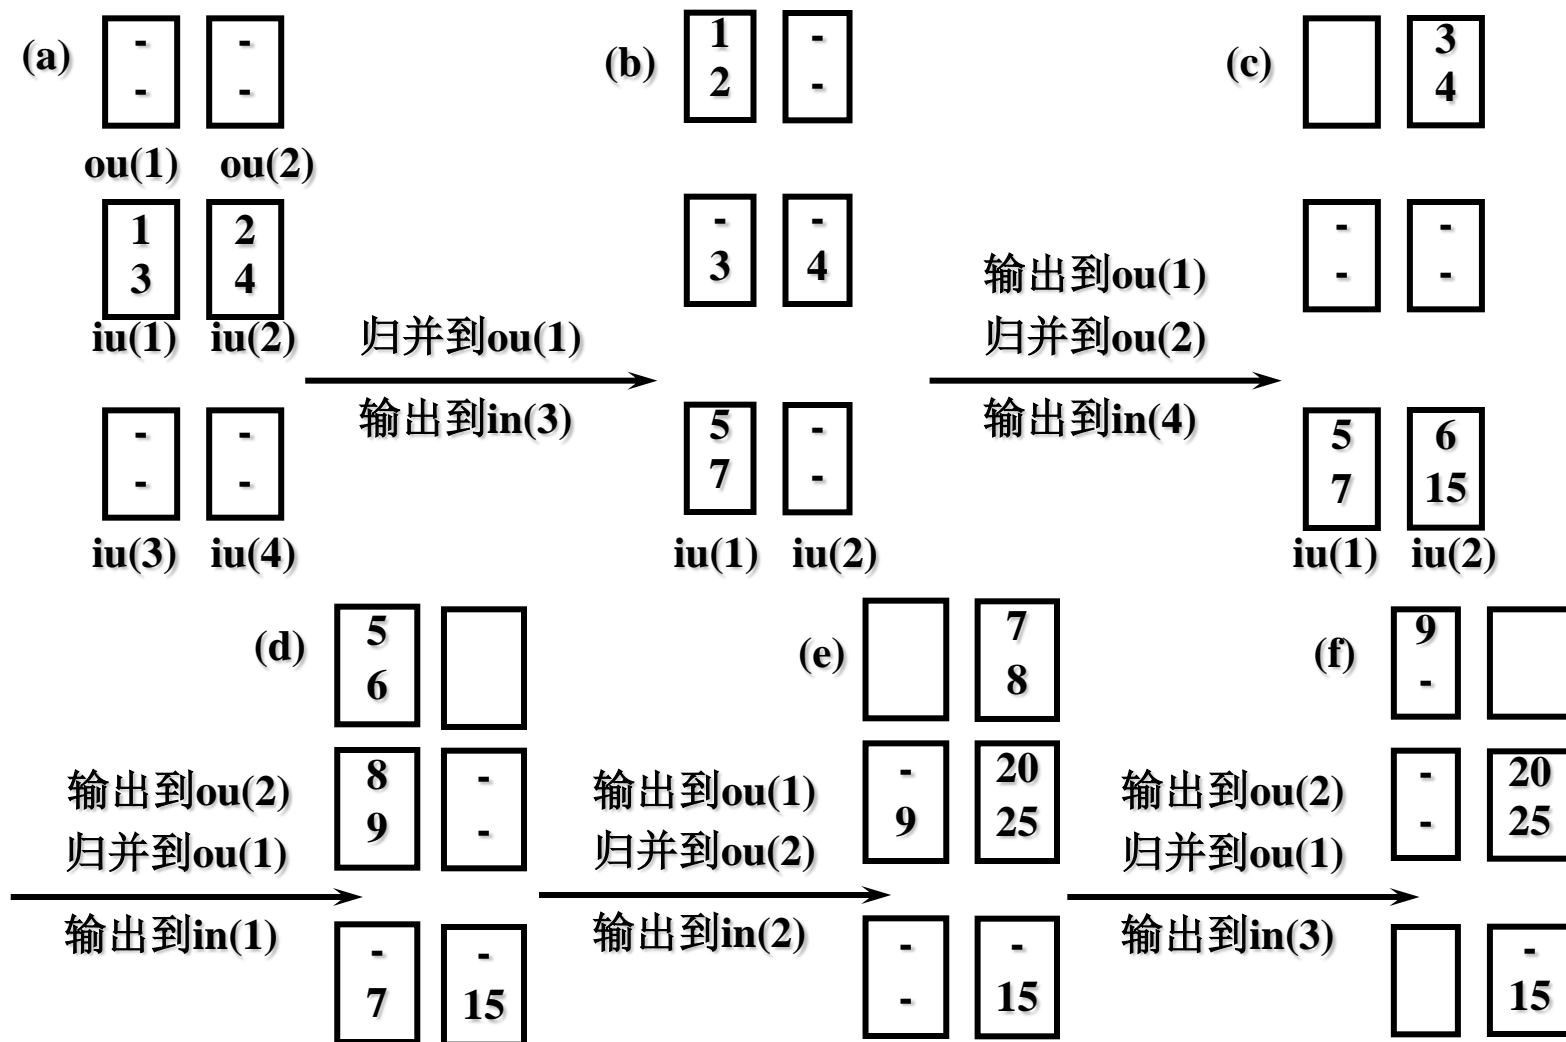 (a)
- -
- -
ou(1) ou(2)
1 2
3 4
iu(1) iu(2)
- -
- -
iu(3) iu(4)
归并到ou(1)
输出到in(3)
(b)
1 -
2 -
- -
3 4
5 -
7 -
iu(1) iu(2)
输出到ou(1)
归并到ou(2)
输出到in(4)
(c)
3
4
- -
- -
5 6
7 15
iu(1) iu(2)
输出到ou(2)
归并到ou(1)
输出到in(1)
(d)
5
6
8 -
9 -
- -
7 15
输出到ou(1)
归并到ou(2)
输出到in(2)
(e)
7
8
- 20
9 25
- -
- 15
输出到ou(2)
归并到ou(1)
输出到in(3)
(f)
9
-
- 20
- 25
-
15